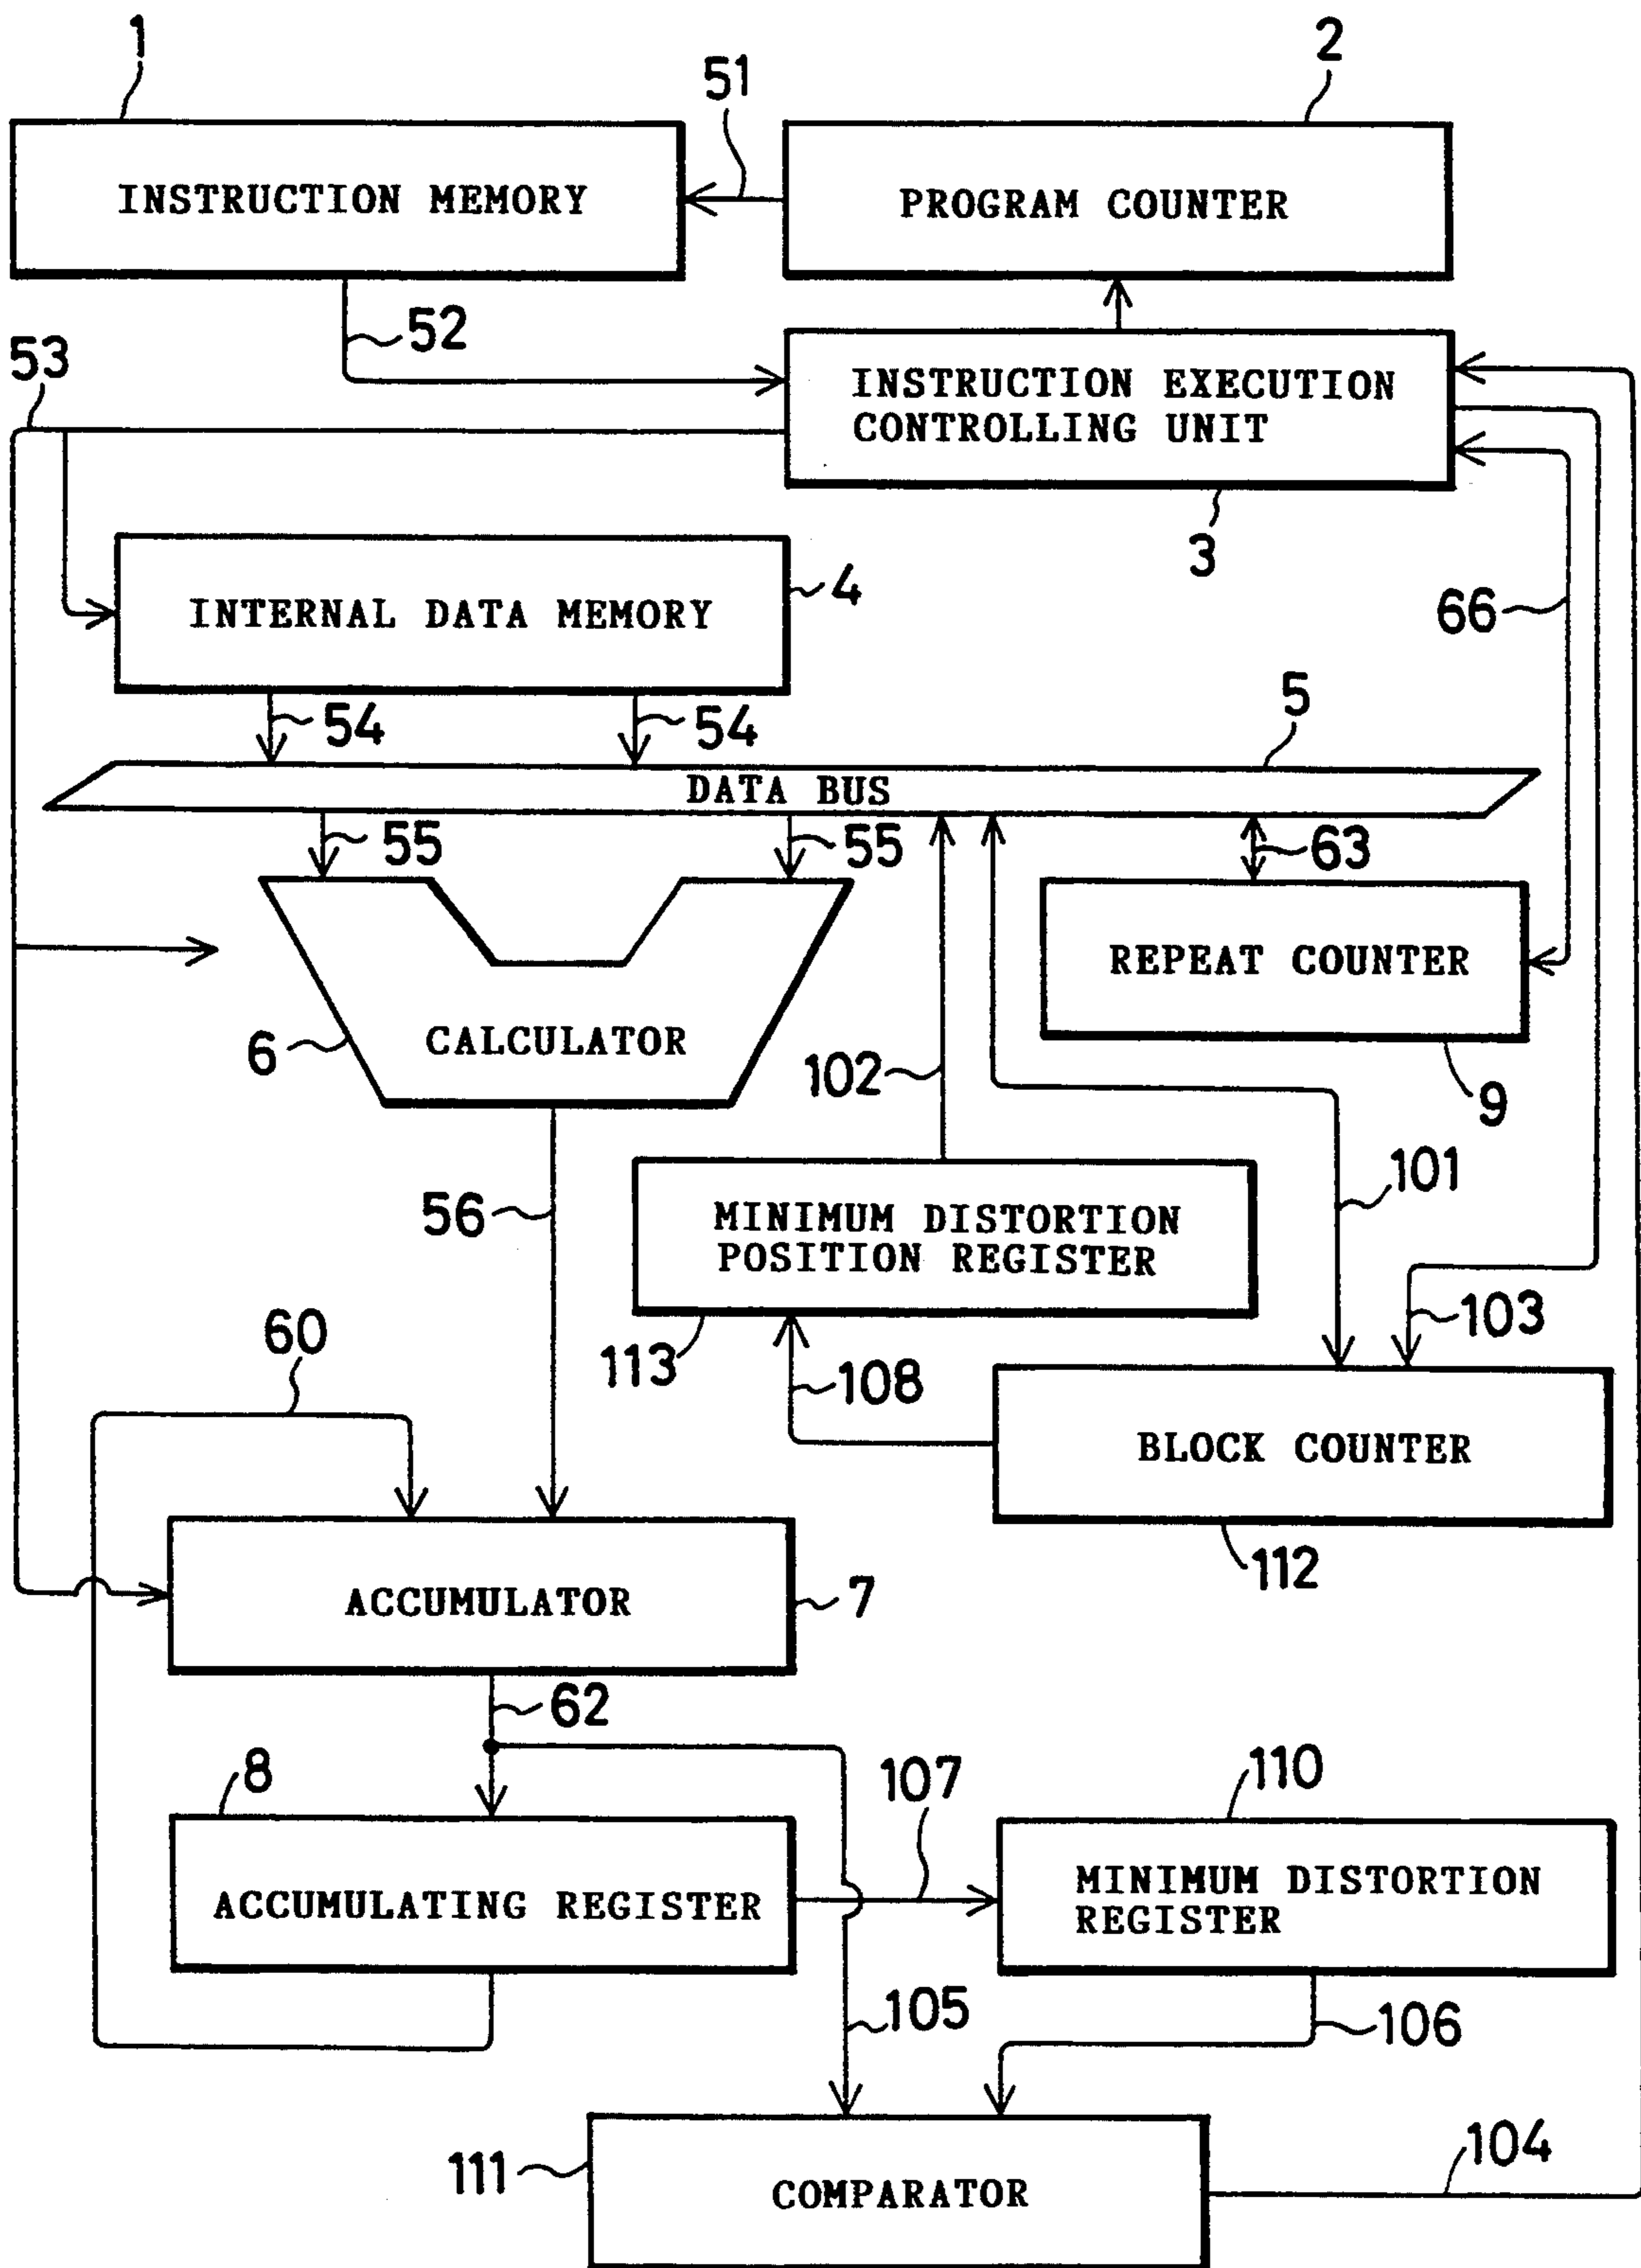 1
2
51
INSTRUCTION MEMORY
PROGRAM COUNTER
52
53
INSTRUCTION EXECUTION
CONTROLLING UNIT
3
4
INTERNAL DATA MEMORY
66
54
54
5
DATA BUS
55
55
63
REPEAT COUNTER
6
CALCULATOR
102
9
101
56
MINIMUM DISTORTION
POSITION REGISTER
60
103
113
108
BLOCK COUNTER
112
ACCUMULATOR
7
62
8
107
110
ACCUMULATING REGISTER
MINIMUM DISTORTION
REGISTER
105
106
104
111
COMPARATOR